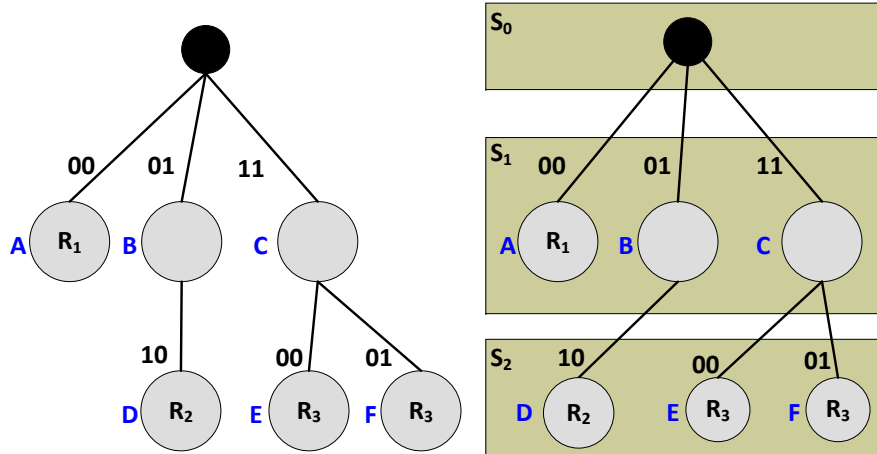 S₀
00 01 11
S₁
00 01 11
A R₁ B C
A R₁ B C
10 00 01
S₂ 10 00 01
D R₂ E R₃ F R₃
D R₂ E R₃ F R₃